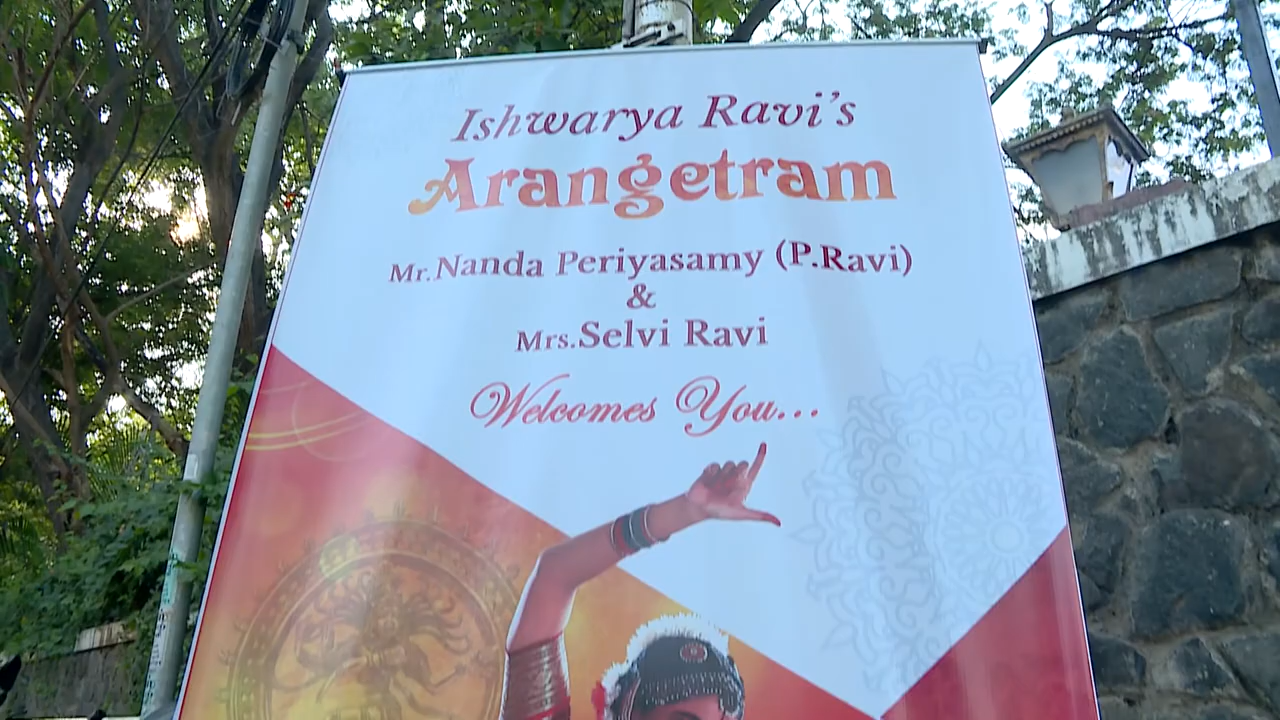 Ishwarya Ravi's
Arangetram
Mr.Nanda Periyasamy (P.Ravi)
&
Mrs.Selvi Ravi
Welcomes You...